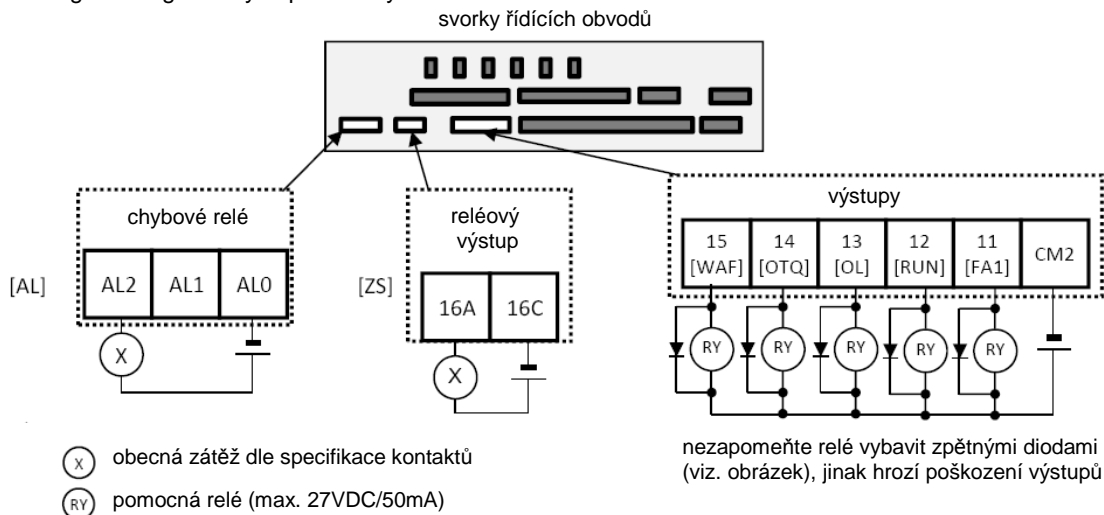 svorky řídících obvodů
chybové relé
reléový
výstup
výstupy
[AL]
AL2 AL1 AL0
[ZS]
16A 16C
15 14 13 12 11 CM2
[WAF] [OTQ] [OL] [RUN] [FA1]
X
X
RY RY RY RY RY
X obecná zátěž dle specifikace kontaktů
RY pomocná relé (max. 27VDC/50mA)
nezapomeňte relé vybavit zpětnými diodami
(viz. obrázek), jinak hrozí poškození výstupů